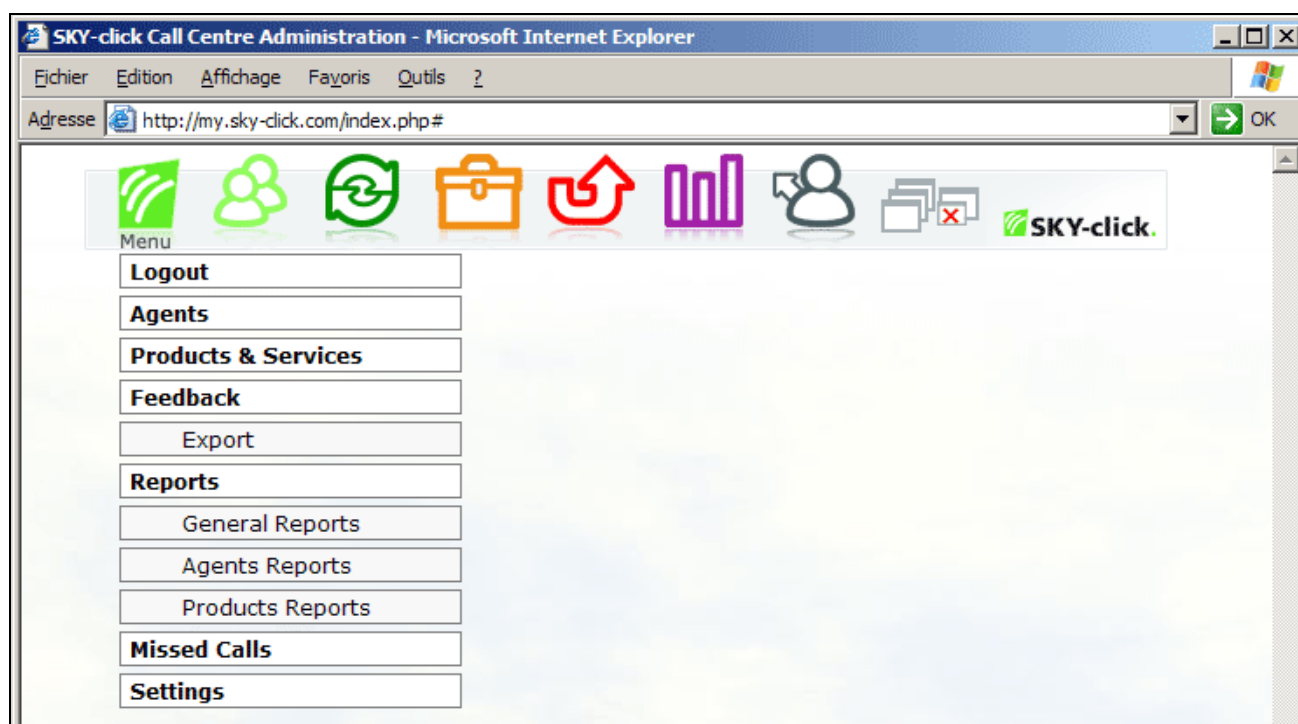 SKY-click Call Centre Administration - Microsoft Internet Explorer
Fichier Edition Affichage Favoris Outils ?
Adresse http://my.sky-click.com/index.php# OK
Menu
SKY-click.
Logout
Agents
Products & Services
Feedback
Export
Reports
General Reports
Agents Reports
Products Reports
Missed Calls
Settings